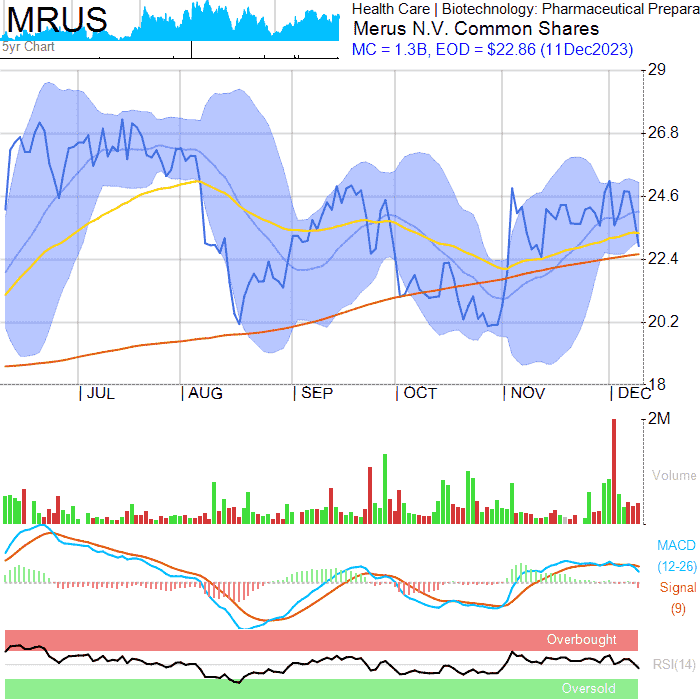 MRUS
5yr Chart
Health Care | Biotechnology: Pharmaceutical Prepara
Merus N.V. Common Shares
MC = 1.3B, EOD = $22.86 (11Dec2023)
29
26.8
24.6
22.4
20.2
18
| JUL | AUG | SEP | OCT | NOV | DEC
2M
Volume
MACD
(12-26)
Signal
(9)
Overbought
RSI(14)
Oversold